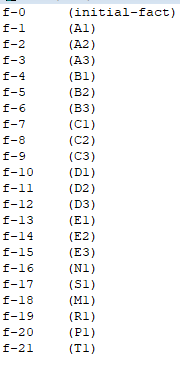 f-0 (initial-fact)
f-1 (A1)
f-2 (A2)
f-3 (A3)
f-4 (B1)
f-5 (B2)
f-6 (B3)
f-7 (C1)
f-8 (C2)
f-9 (C3)
f-10 (D1)
f-11 (D2)
f-12 (D3)
f-13 (E1)
f-14 (E2)
f-15 (E3)
f-16 (N1)
f-17 (S1)
f-18 (M1)
f-19 (R1)
f-20 (P1)
f-21 (T1)